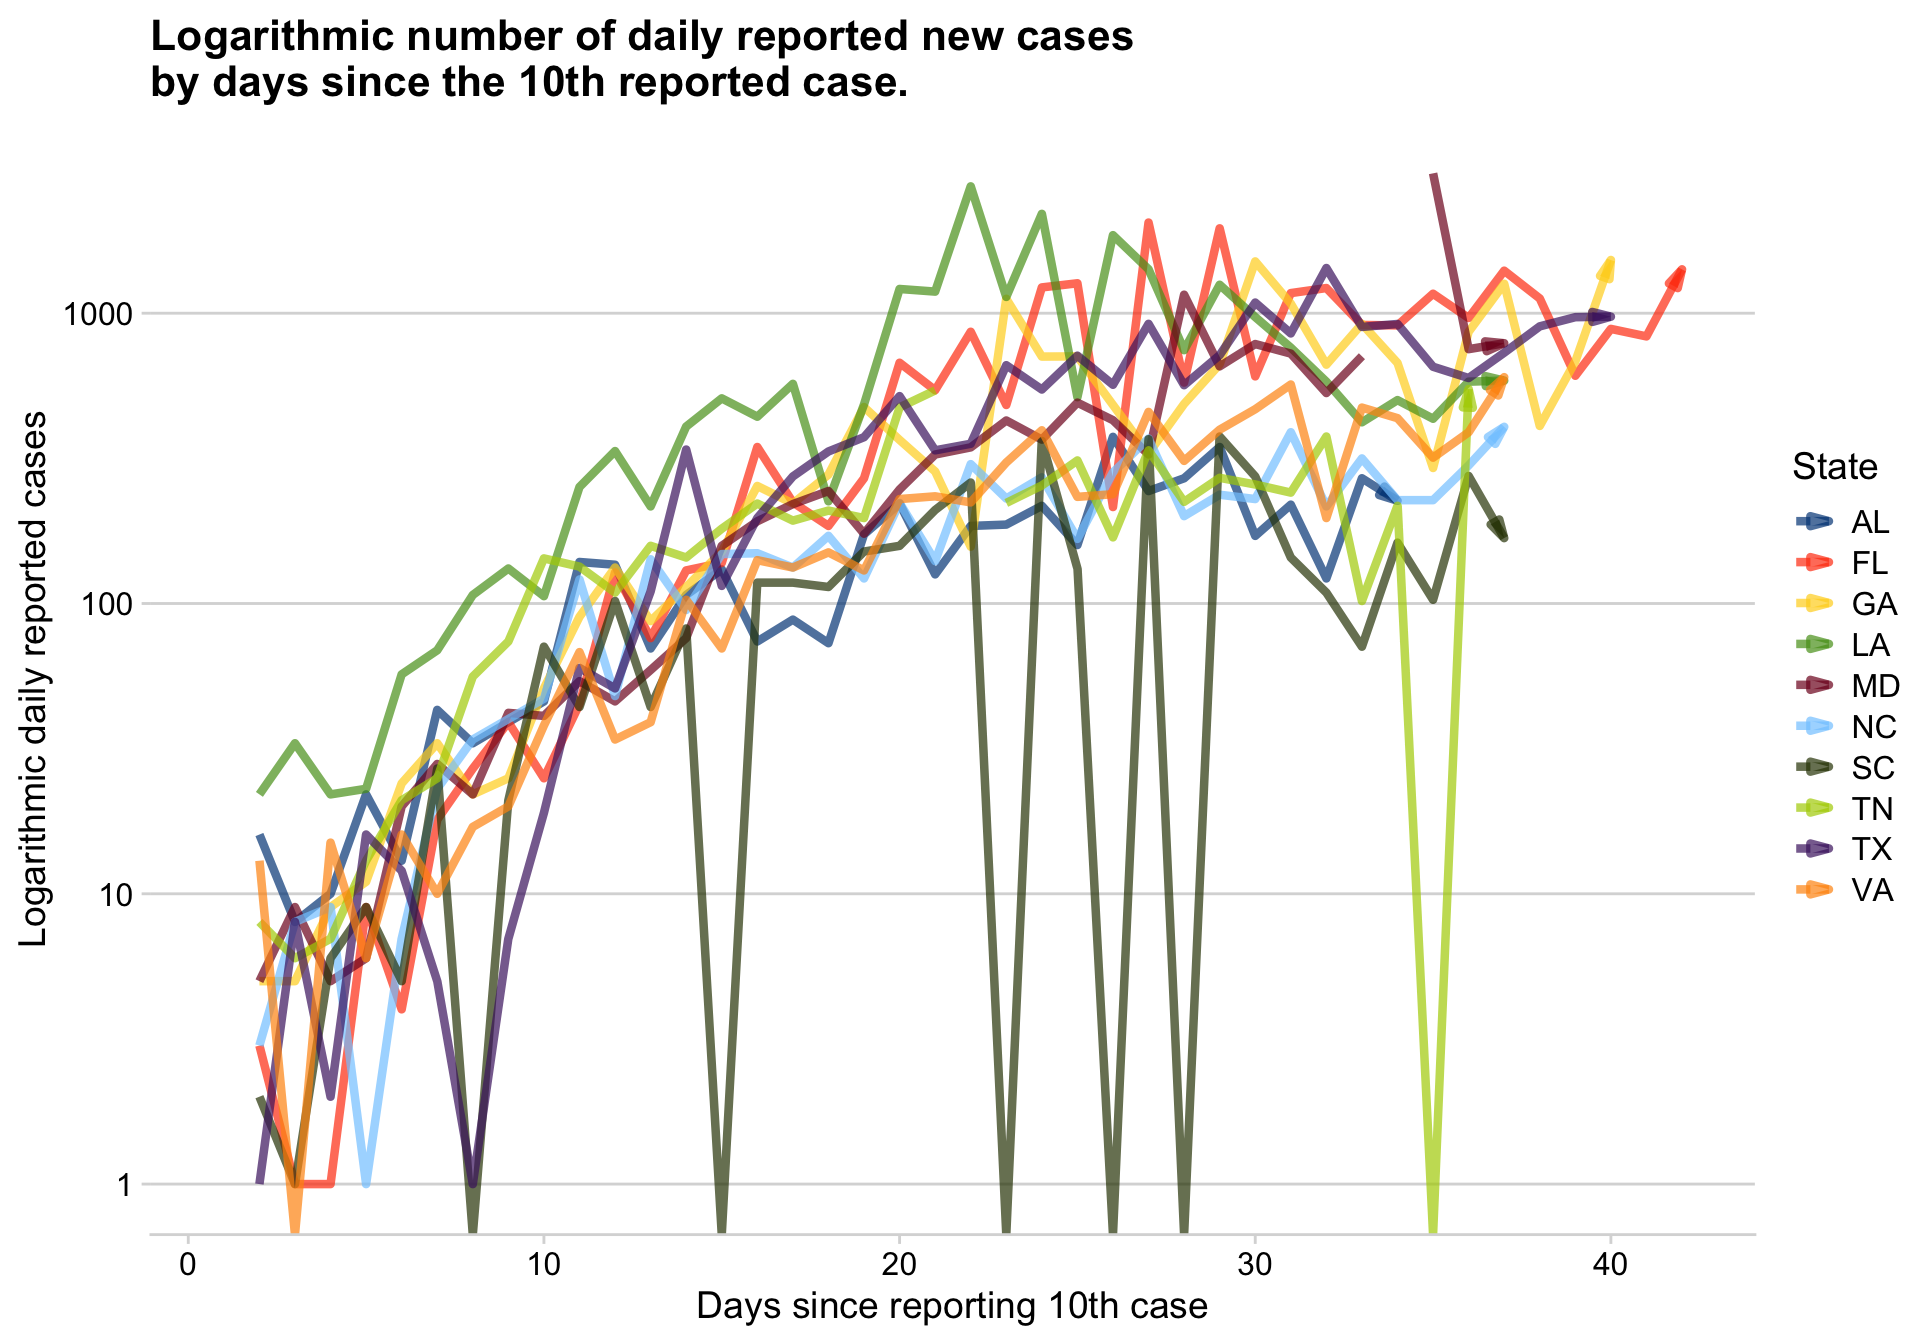 Logarithmic number of daily reported new cases
by days since the 10th reported case.
Logarithmic daily reported cases
1000
100
10
1
0
10
20
30
40
Days since reporting 10th case
State
AL
FL
GA
LA
MD
NC
SC
TN
TX
VA